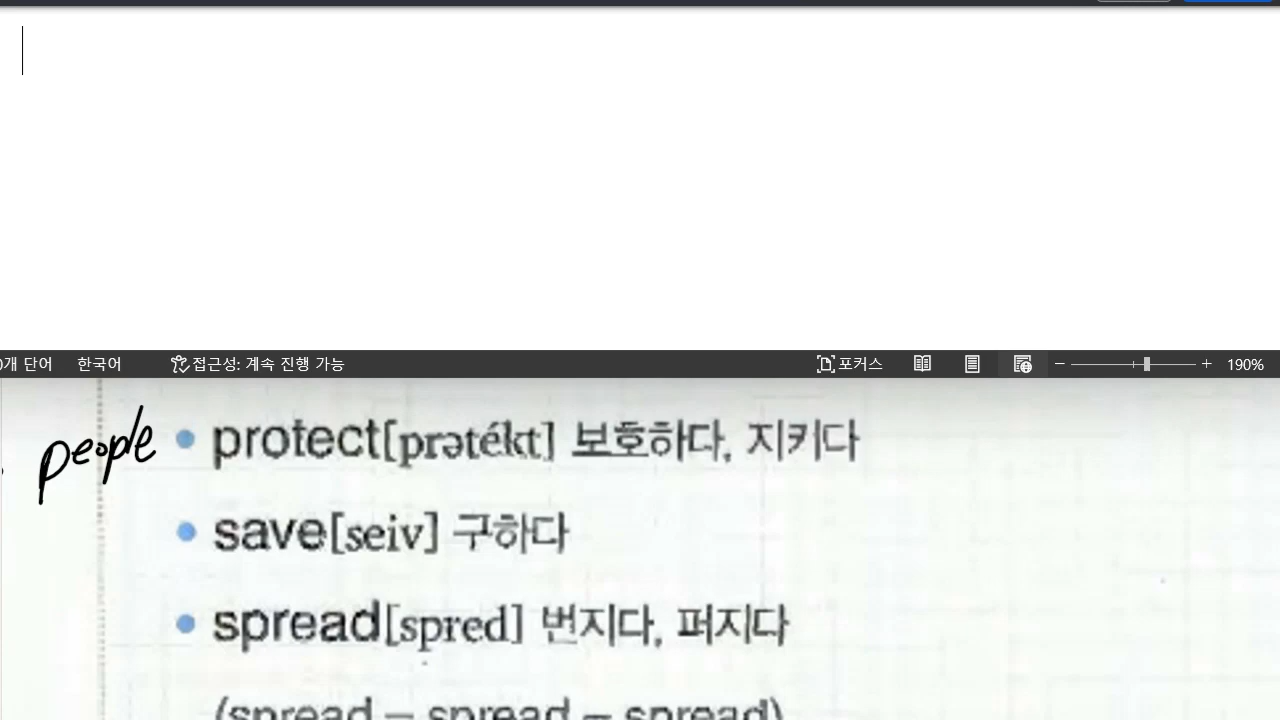 개 단어 한국어 접근성: 계속 진행 가능 포커스 190%
people • protect[prətékt] 보호하다, 지키다
• save[seiv] 구하다
• spread[spred] 번지다, 퍼지다
(spread – spread – spread)